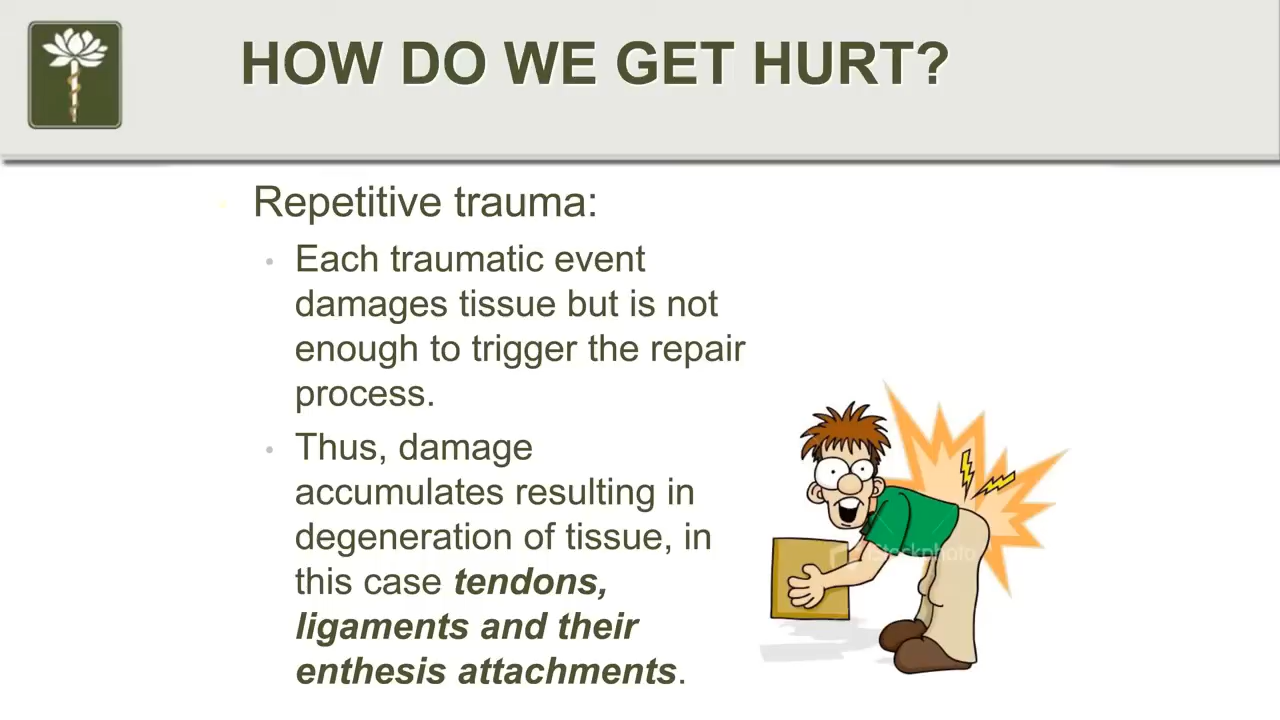 HOW DO WE GET HURT?
Repetitive trauma:
Each traumatic event
damages tissue but is not
enough to trigger the repair
process.
Thus, damage
accumulates resulting in
degeneration of tissue, in
this case tendons,
ligaments and their
enthesis attachments.
iStockphoto